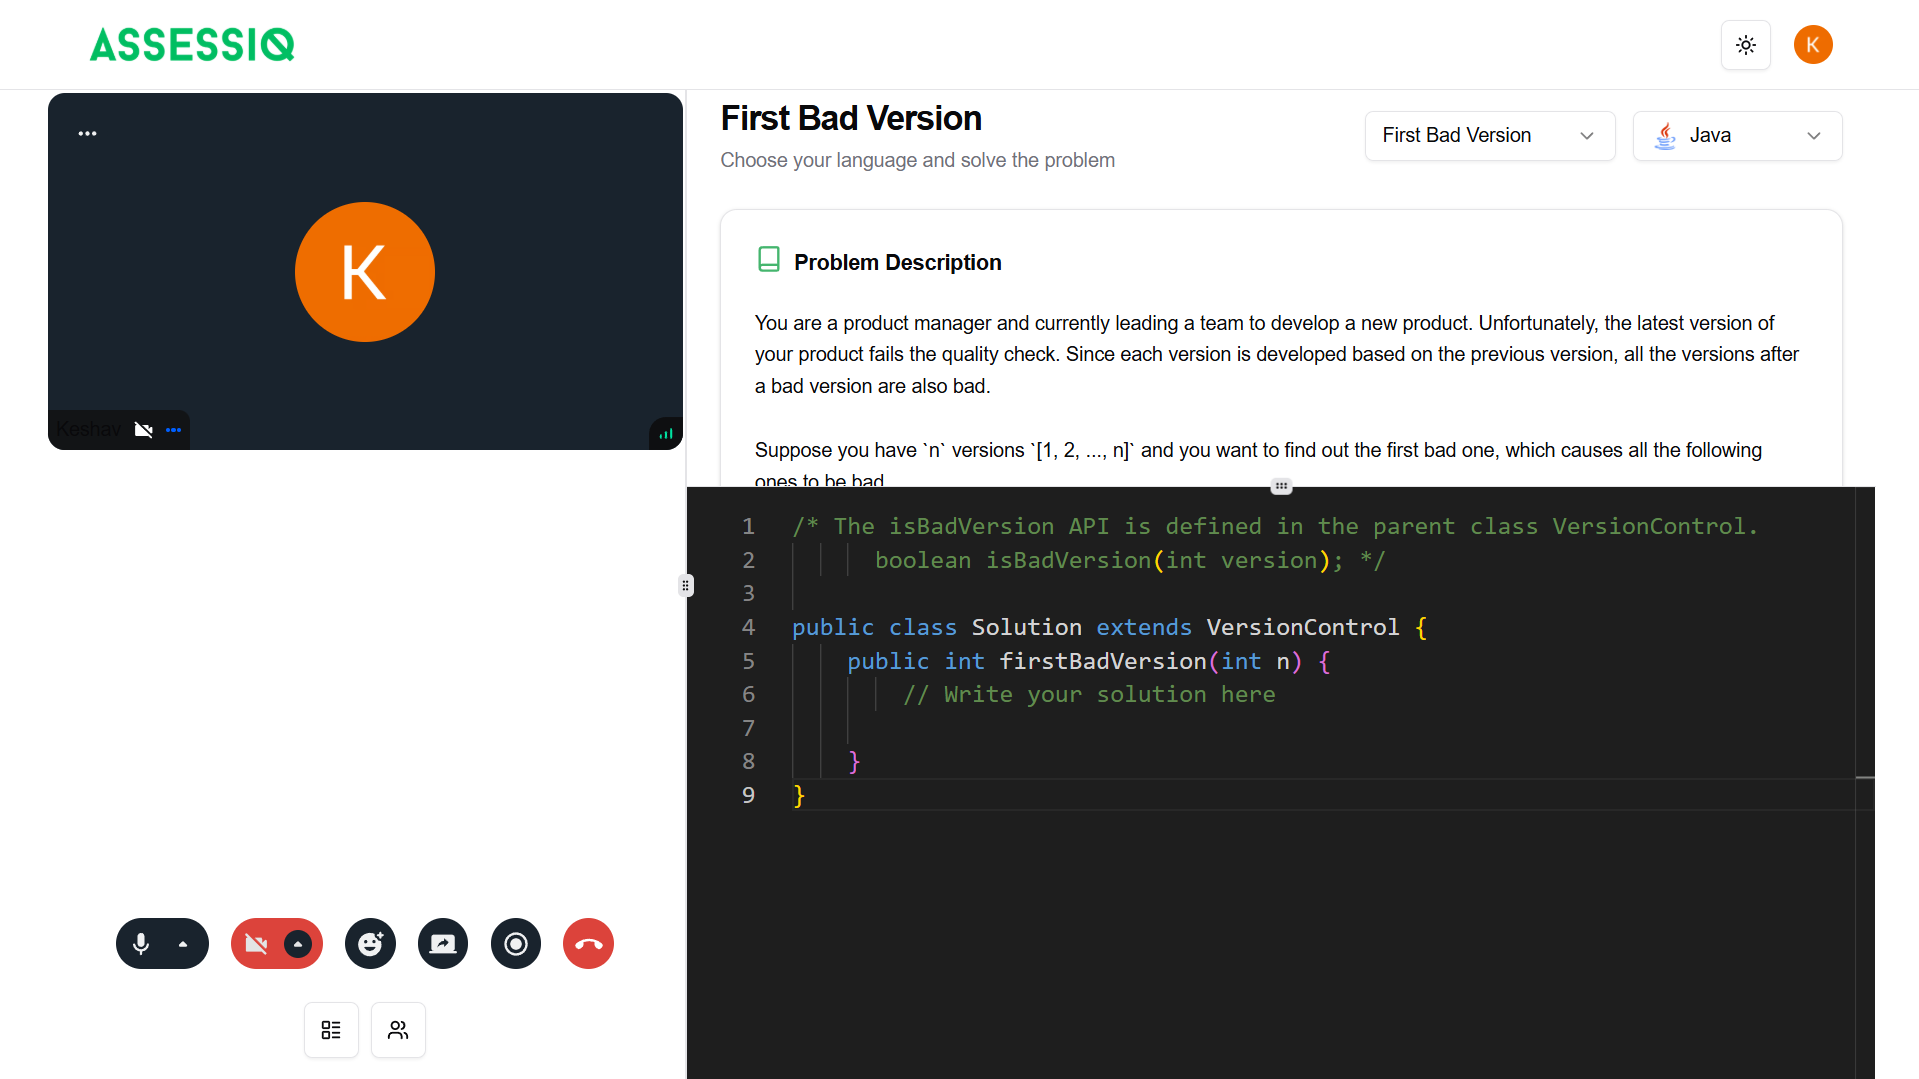 ASSESSIQ
K
K
Keshav
First Bad Version
Choose your language and solve the problem
First Bad Version
Java
Problem Description
You are a product manager and currently leading a team to develop a new product. Unfortunately, the latest version of
your product fails the quality check. Since each version is developed based on the previous version, all the versions after
a bad version are also bad.
Suppose you have `n` versions `[1, 2, ..., n]` and you want to find out the first bad one, which causes all the following
ones to be bad
1 /* The isBadVersion API is defined in the parent class VersionControl.
2 boolean isBadVersion(int version); */
3
4 public class Solution extends VersionControl {
5 public int firstBadVersion(int n) {
6 // Write your solution here
7
8 }
9 }